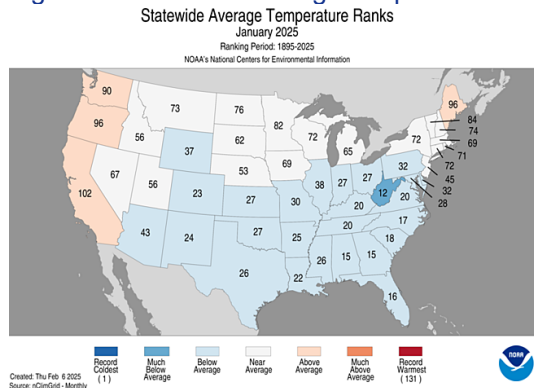 Statewide Average Temperature Ranks
January 2025
Ranking Period: 1895-2025
NOAA's National Centers for Environmental Information
90
96
102
56
67
73
37
56
43
23
24
76
62
53
27
27
26
82
69
30
25
22
72
38
65
27
27
20
20
26
15
15
16
18
17
20
12
32
72
96
84
74
69
71
72
45
32
28
Record
Coldest
( 1 )
Much
Below
Average
Below
Average
Near
Average
Above
Average
Much
Above
Average
Record
Warmest
( 131 )
Created: Thu Feb 6 2025
Source: nClimGrid - Monthly
NOAA